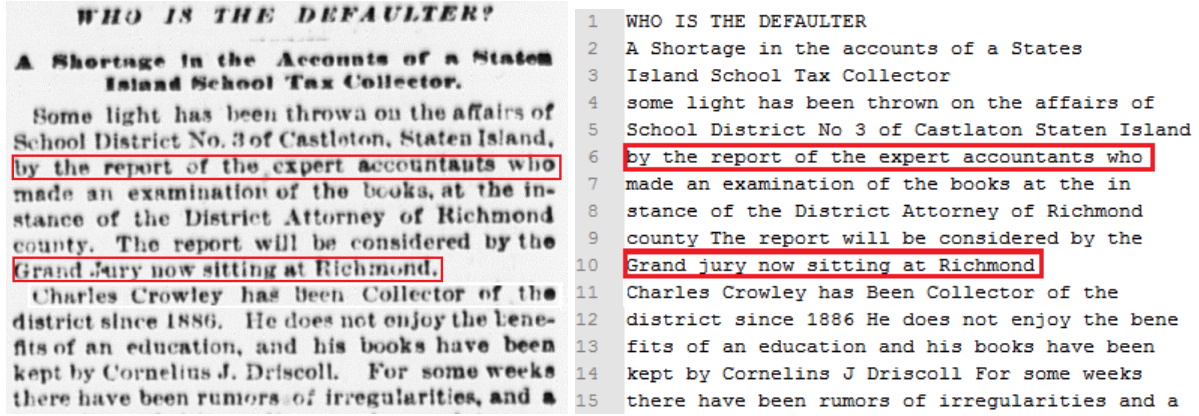 WHO IS THE DEFAULTER?
A Shortage in the Accounts of a Staten
Island School Tax Collector.
Some light has been thrown on the affairs of
School District No. 3 of Castleton, Staten Island,
by the report of the expert accountants who
made an examination of the books, at the in-
stance of the District Attorney of Richmond
county. The report will be considered by the
Grand Jury now sitting at Richmond.
Charles Crowley has been Collector of the
district since 1886. He does not enjoy the bene-
fits of an education, and his books have been
kept by Cornelius J. Driscoll. For some weeks
there have been rumors of irregularities, and a
1 WHO IS THE DEFAULTER
2 A Shortage in the accounts of a States
3 Island School Tax Collector
4 some light has been thrown on the affairs of
5 School District No 3 of Castlaton Staten Island
6 by the report of the expert accountants who
7 made an examination of the books at the in
8 stance of the District Attorney of Richmond
9 county The report will be considered by the
10 Grand jury now sitting at Richmond
11 Charles Crowley has Been Collector of the
12 district since 1886 He does not enjoy the bene
13 fits of an education and his books have been
14 kept by Cornelius J Driscoll For some weeks
15 there have been rumors of irregularities and a